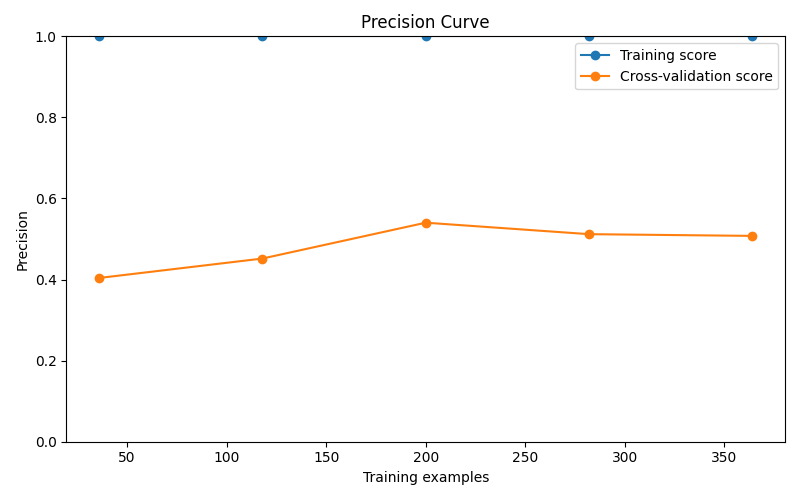 Precision Curve
Training score
Cross-validation score
Precision
1.0
0.8
0.6
0.4
0.2
0.0
50 100 150 200 250 300 350
Training examples